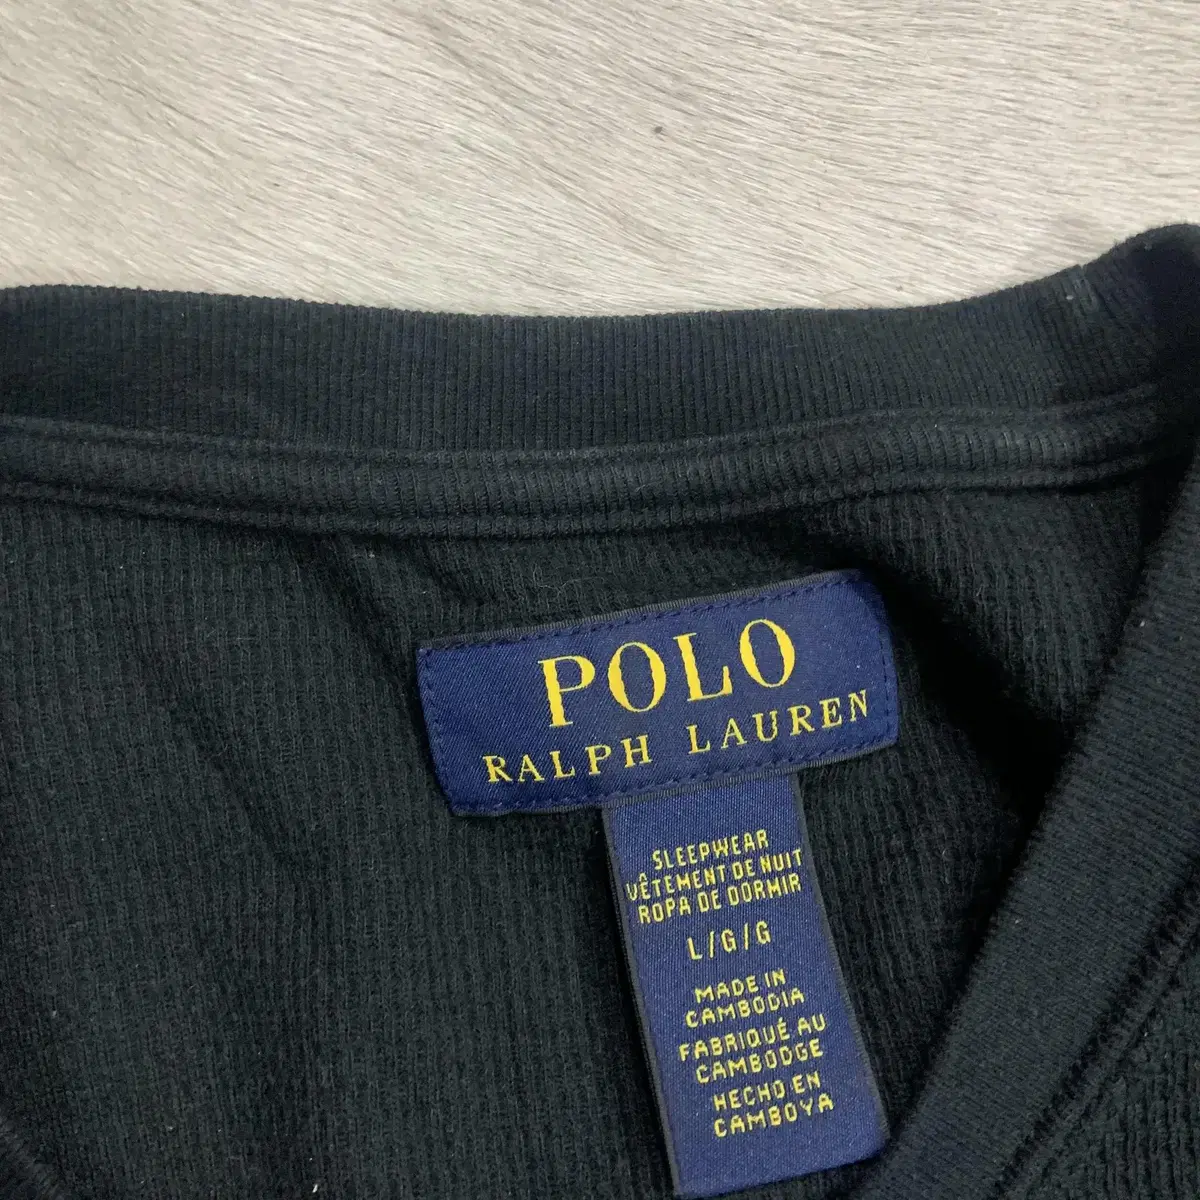 POLO
RALPH LAUREN
SLEEPWEAR
VÊTEMENT DE NUIT
ROPA DE DORMIR
L/G/G
MADE IN
CAMBODIA
FABRIQUÉ AU
CAMBODGE
HECHO EN
CAMBOYA